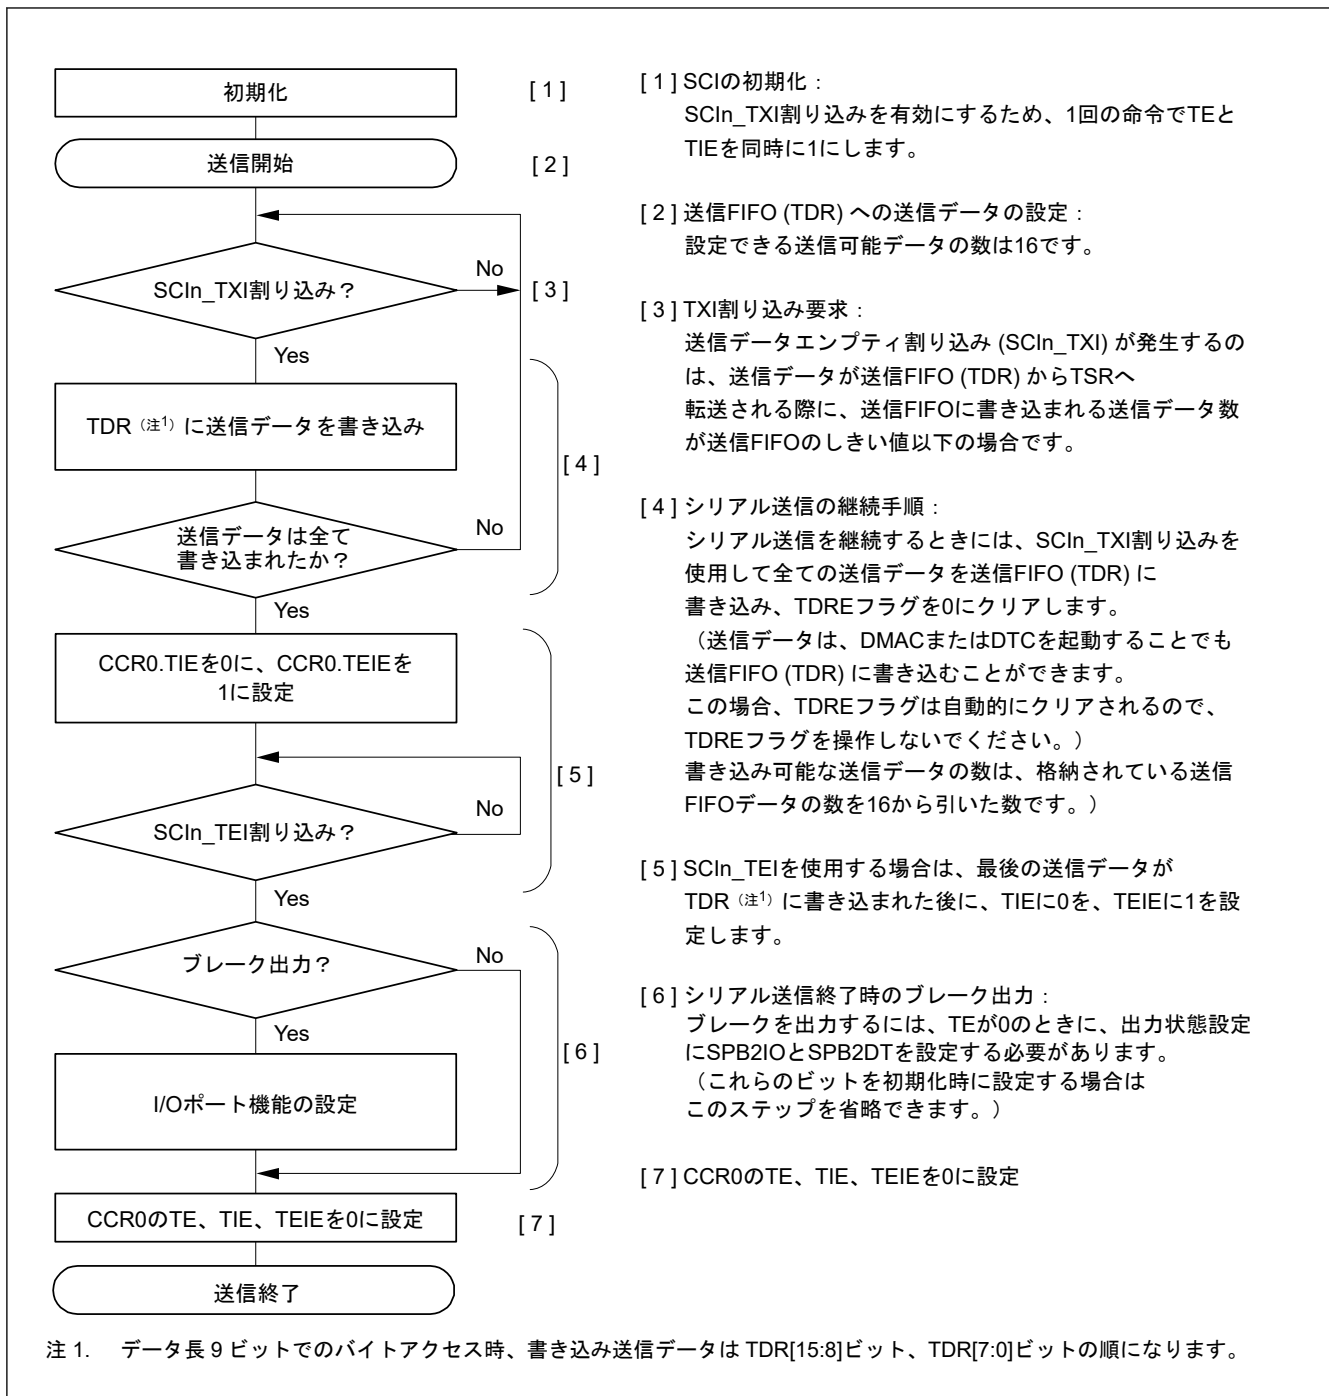 初期化
[ 1 ]
送信開始
[ 2 ]
SCIn_TXI割り込み？
No
[ 3 ]
Yes
TDR（注1）に送信データを書き込み
[ 4 ]
送信データは全て
書き込まれたか？
No
Yes
CCR0.TIEを0に、CCR0.TEIEを
1に設定
[ 5 ]
SCIn_TEI割り込み？
No
Yes
ブレーク出力？
No
Yes
[ 6 ]
I/Oポート機能の設定
CCR0のTE、TIE、TEIEを0に設定
[ 7 ]
送信終了
[ 1 ] SCIの初期化：
SCIn_TXI割り込みを有効にするため、1回の命令でTEと
TIEを同時に1にします。
[ 2 ] 送信FIFO (TDR) への送信データの設定：
設定できる送信可能データの数は16です。
[ 3 ] TXI割り込み要求：
送信データエンプティ割り込み (SCIn_TXI) が発生するの
は、送信データが送信FIFO (TDR) からTSRへ
転送される際に、送信FIFOに書き込まれる送信データ数
が送信FIFOのしきい値以下の場合です。
[ 4 ] シリアル送信の継続手順：
シリアル送信を継続するときには、SCIn_TXI割り込みを
使用して全ての送信データを送信FIFO (TDR) に
書き込み、TDREフラグを0にクリアします。
（送信データは、DMACまたはDTCを起動することでも
送信FIFO (TDR) に書き込むことができます。
この場合、TDREフラグは自動的にクリアされるので、
TDREフラグを操作しないでください。）
書き込み可能な送信データの数は、格納されている送信
FIFOデータの数を16から引いた数です。）
[ 5 ] SCIn_TEIを使用する場合は、最後の送信データが
TDR（注1）に書き込まれた後に、TIEに0を、TEIEに1を設
定します。
[ 6 ] シリアル送信終了時のブレーク出力：
ブレークを出力するには、TEが0のときに、出力状態設定
にSPB2IOとSPB2DTを設定する必要があります。
（これらのビットを初期化時に設定する場合は
このステップを省略できます。）
[ 7 ] CCR0のTE、TIE、TEIEを0に設定
注 1. データ長 9 ビットでのバイトアクセス時、書き込み送信データは TDR[15:8]ビット、TDR[7:0]ビットの順になります。